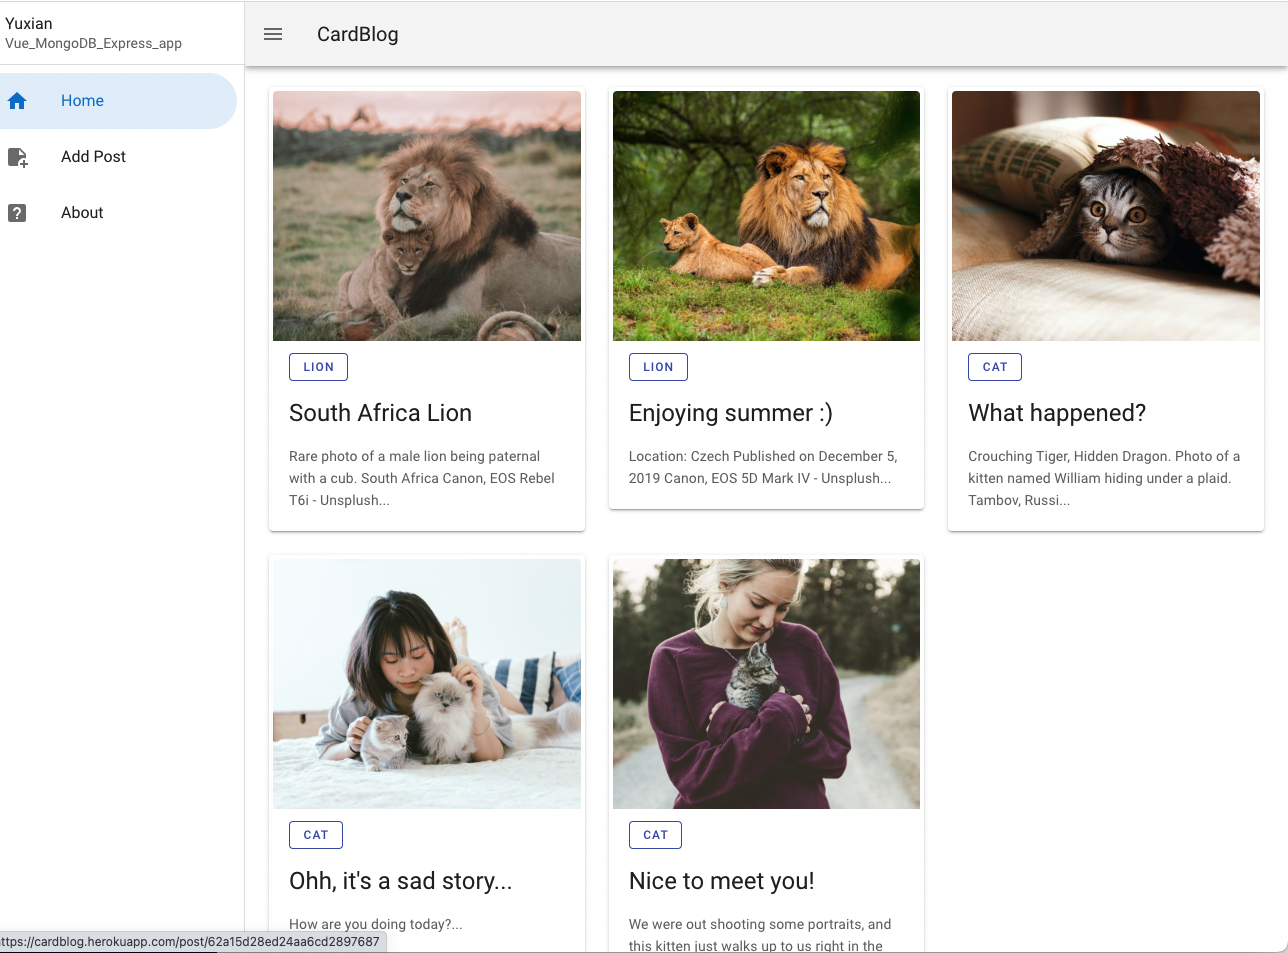 Yuxian
Vue_MongoDB_Express_app
CardBlog
Home
Add Post
About
LION
South Africa Lion
Rare photo of a male lion being paternal
with a cub. South Africa Canon, EOS Rebel
T6i - Unsplush...
LION
Enjoying summer :)
Location: Czech Published on December 5,
2019 Canon, EOS 5D Mark IV - Unsplush...
CAT
What happened?
Crouching Tiger, Hidden Dragon. Photo of a
kitten named William hiding under a plaid.
Tambov, Russi...
CAT
Ohh, it's a sad story...
How are you doing today?...
CAT
Nice to meet you!
We were out shooting some portraits, and
this kitten just walks up to us right in the
ttps://cardblog.herokuapp.com/post/62a15d28ed24aa6cd2897687